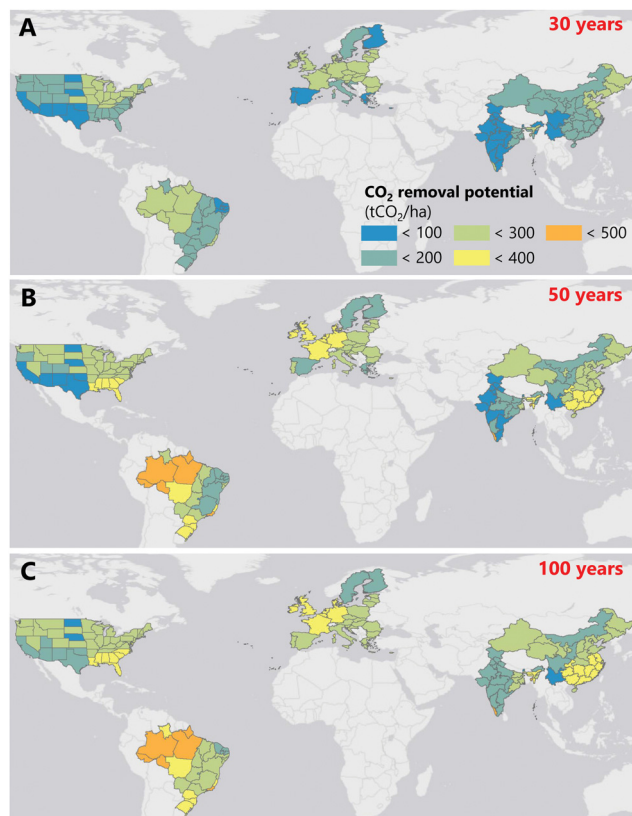 A
30 years
CO₂ removal potential
(tCO₂/ha)
< 100 < 300 < 500
< 200 < 400
B
50 years
C
100 years